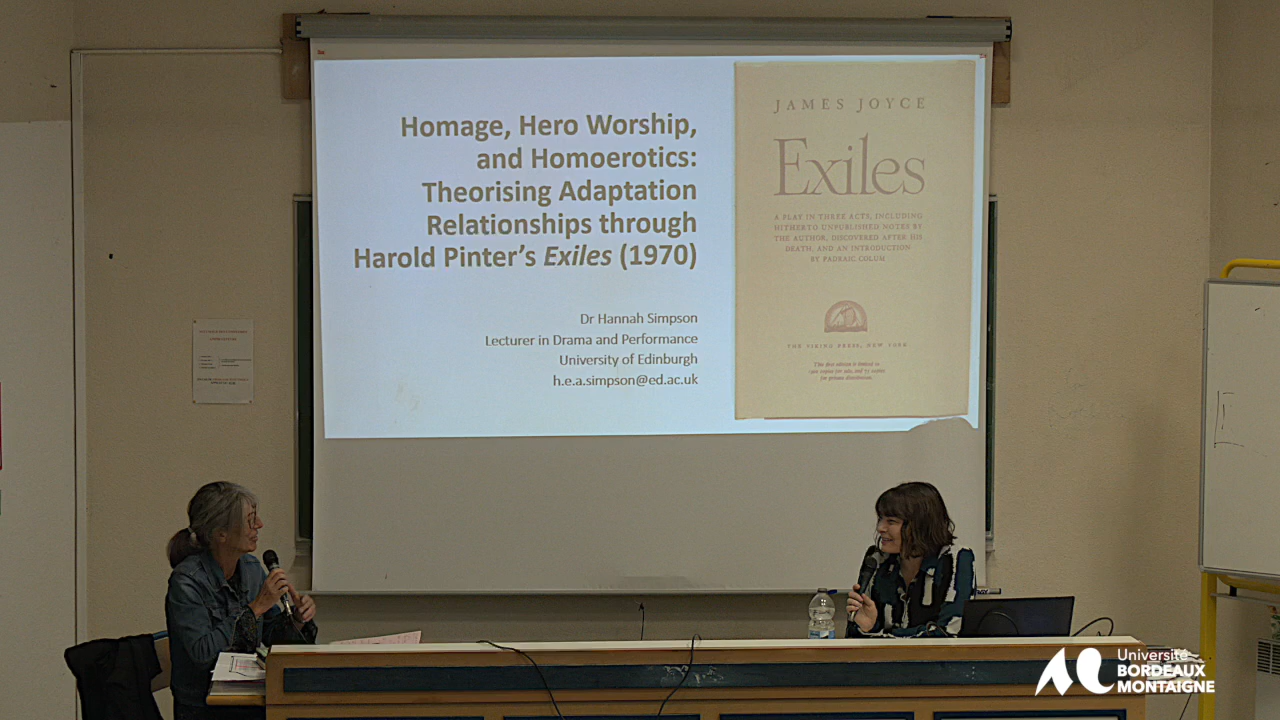 Homage, Hero Worship,
and Homoerotics:
Theorising Adaptation
Relationships through
Harold Pinter's Exiles (1970)
Dr Hannah Simpson
Lecturer in Drama and Performance
University of Edinburgh
h.e.a.simpson@ed.ac.uk
JAMES JOYCE
Exiles
A PLAY IN THREE ACTS, INCLUDING
HITHERTO UNPUBLISHED NOTES BY
THE AUTHOR, DISCOVERED AFTER HIS
DEATH, AND AN INTRODUCTION
BY PADRAIC COLUM
THE VIKING PRESS, NEW YORK
Université
BORDEAUX
MONTAIGNE